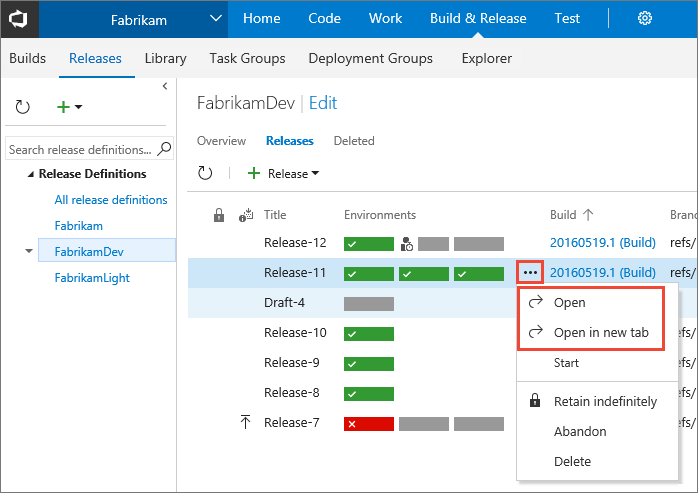 Fabrikam Home Code Work Build & Release Test
Builds Releases Library Task Groups Deployment Groups Explorer
FabrikamDev | Edit
Overview Releases Deleted
Search release definitions...
Release
Release Definitions
All release definitions
Fabrikam
FabrikamDev
FabrikamLight
Title Environments Build Branc
Release-12 20160519.1 (Build) refs/
Release-11 20160519.1 (Build) refs/
Draft-4
Release-10 refs/
Release-9 refs/
Release-8 refs/
Release-7 refs/
Open
Open in new tab
Start
Retain indefinitely
Abandon
Delete